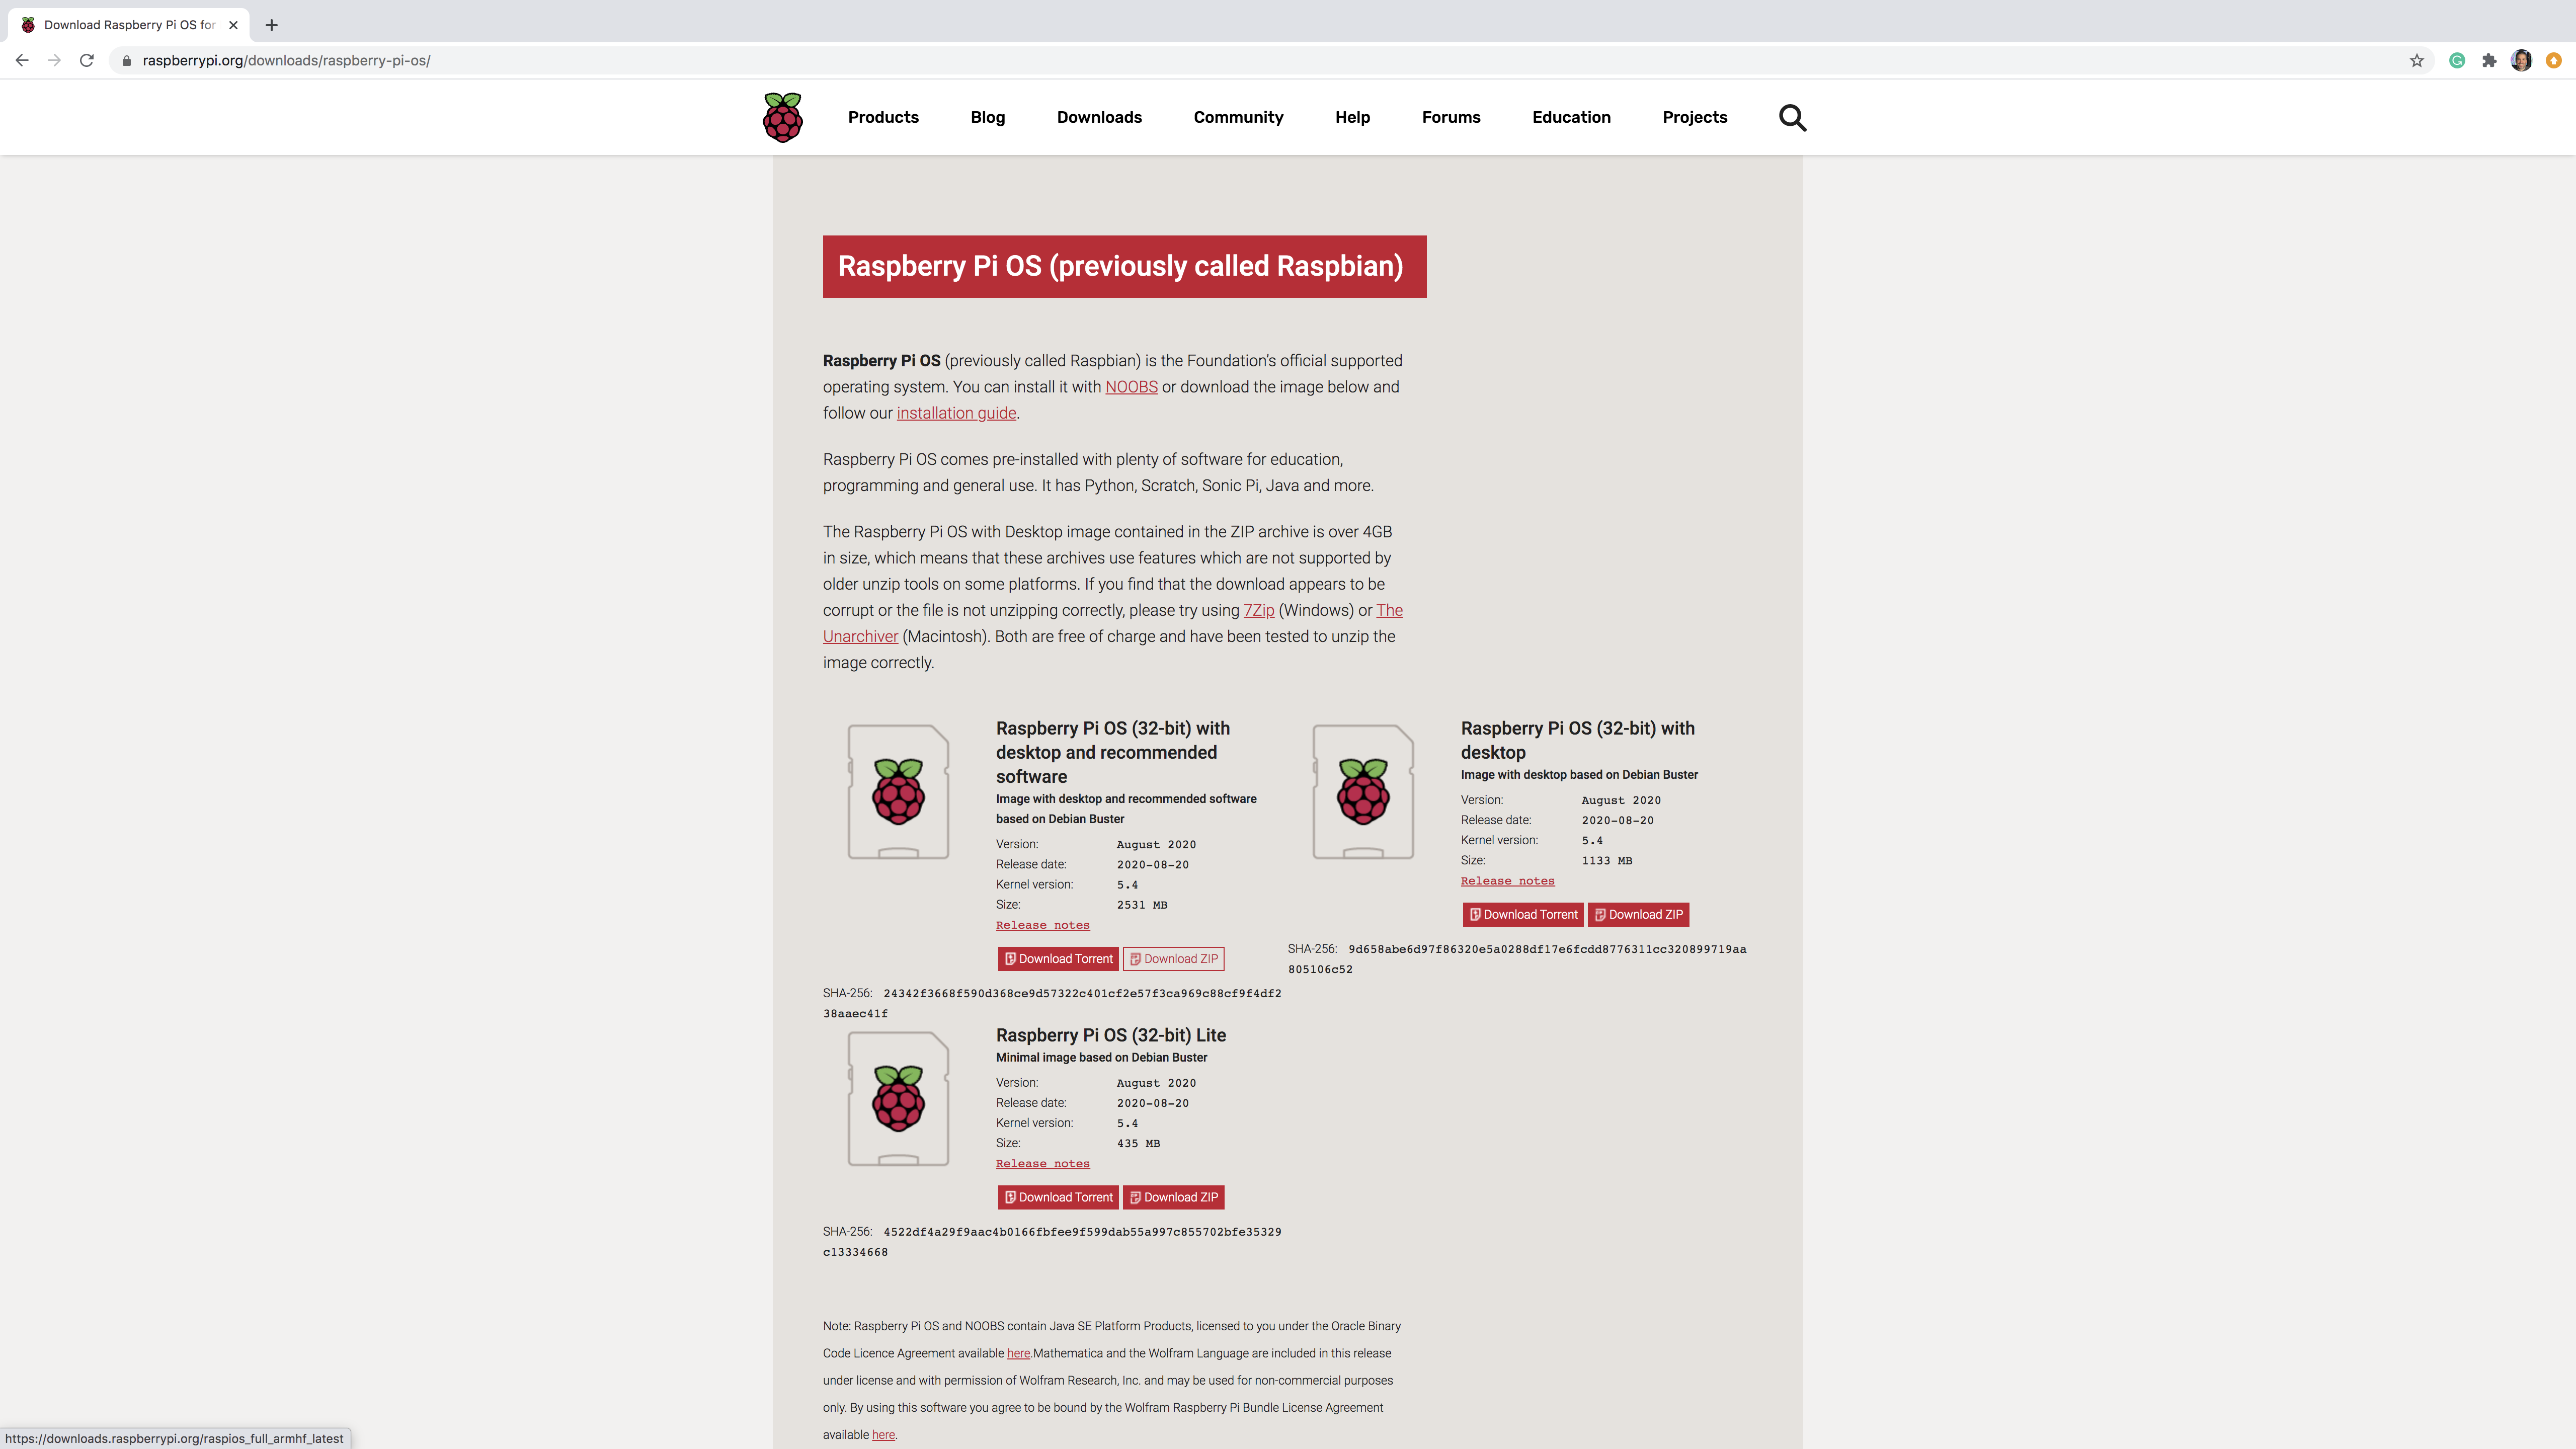 Download Raspberry Pi OS for
raspberrypi.org/downloads/raspberry-pi-os/
Products Blog Downloads Community Help Forums Education Projects
Raspberry Pi OS (previously called Raspbian)
Raspberry Pi OS (previously called Raspbian) is the Foundation's official supported
operating system. You can install it with NOOBS or download the image below and
follow our installation guide.
Raspberry Pi OS comes pre-installed with plenty of software for education,
programming and general use. It has Python, Scratch, Sonic Pi, Java and more.
The Raspberry Pi OS with Desktop image contained in the ZIP archive is over 4GB
in size, which means that these archives use features which are not supported by
older unzip tools on some platforms. If you find that the download appears to be
corrupt or the file is not unzipping correctly, please try using 7Zip (Windows) or The
Unarchiver (Macintosh). Both are free of charge and have been tested to unzip the
image correctly.
Raspberry Pi OS (32-bit) with
desktop and recommended
software
Image with desktop and recommended software
based on Debian Buster
Version: August 2020
Release date: 2020-08-20
Kernel version: 5.4
Size: 2531 MB
Release notes
Download Torrent Download ZIP
SHA-256: 24342f3668f590d368ce9d57322c401cf2e57f3ca969c88cf9f4df2
38aaec41f
Raspberry Pi OS (32-bit) with
desktop
Image with desktop based on Debian Buster
Version: August 2020
Release date: 2020-08-20
Kernel version: 5.4
Size: 1133 MB
Release notes
Download Torrent Download ZIP
SHA-256: 9d658abe6d97f86320e5a0288df17e6fcdd8776311cc320899719aa
805106c52
Raspberry Pi OS (32-bit) Lite
Minimal image based on Debian Buster
Version: August 2020
Release date: 2020-08-20
Kernel version: 5.4
Size: 435 MB
Release notes
Download Torrent Download ZIP
SHA-256: 4522df4a29f9aac4b0166fbfee9f599dab55a997c855702bfe35329
c13334668
Note: Raspberry Pi OS and NOOBS contain Java SE Platform Products, licensed to you under the Oracle Binary
Code Licence Agreement available here.Mathematica and the Wolfram Language are included in this release
under license and with permission of Wolfram Research, Inc. and may be used for non-commercial purposes
only. By using this software you agree to be bound by the Wolfram Raspberry Pi Bundle License Agreement
available here.
https://downloads.raspberrypi.org/raspios_full_armhf_latest